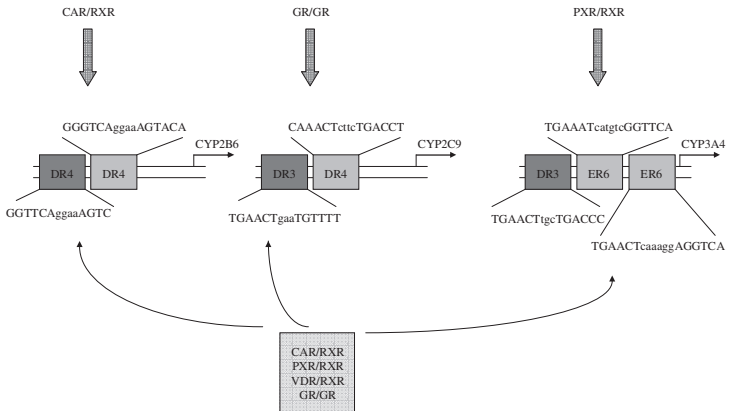 CAR/RXR
GR/GR
PXR/RXR
GGGTCAggaaAGTACA
CAAACTcttcTGACCT
TGAAATcatgtcGGTTCA
CYP2B6
CYP2C9
CYP3A4
DR4
DR4
DR3
DR4
DR3
ER6
ER6
GGTTCAggaaAGTC
TGAACTgaaTGTTTT
TGAACTtgcTGACCC
TGAACTcaaaggAGGTCA
CAR/RXR
PXR/RXR
VDR/RXR
GR/GR